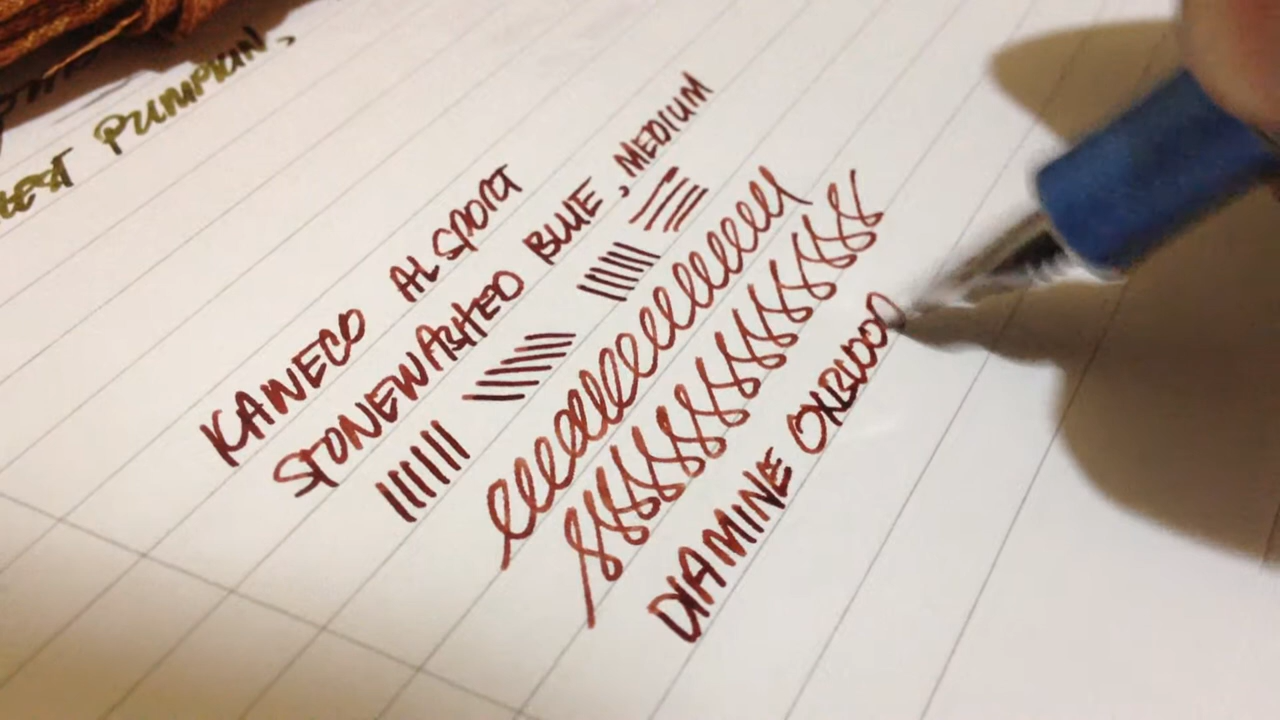 PUMPKIN,
KAWECO AL SPORT
STONEWASHED BLUE, MEDIUM
DIAMINE OXBLOOD